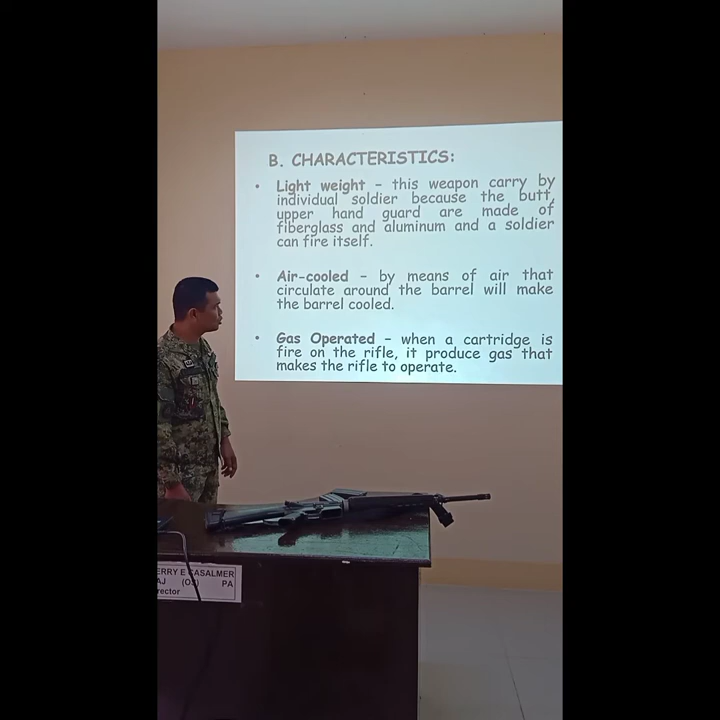 B. CHARACTERISTICS:
• Light weight – this weapon carry by
individual soldier because the butt,
upper hand guard are made of
fiberglass and aluminum and a soldier
can fire itself.
• Air-cooled – by means of air that
circulate around the barrel will make
the barrel cooled.
• Gas Operated – when a cartridge is
fire on the rifle, it produce gas that
makes the rifle to operate.
ERRY E CASALMER
AJ (OS) PA
rector